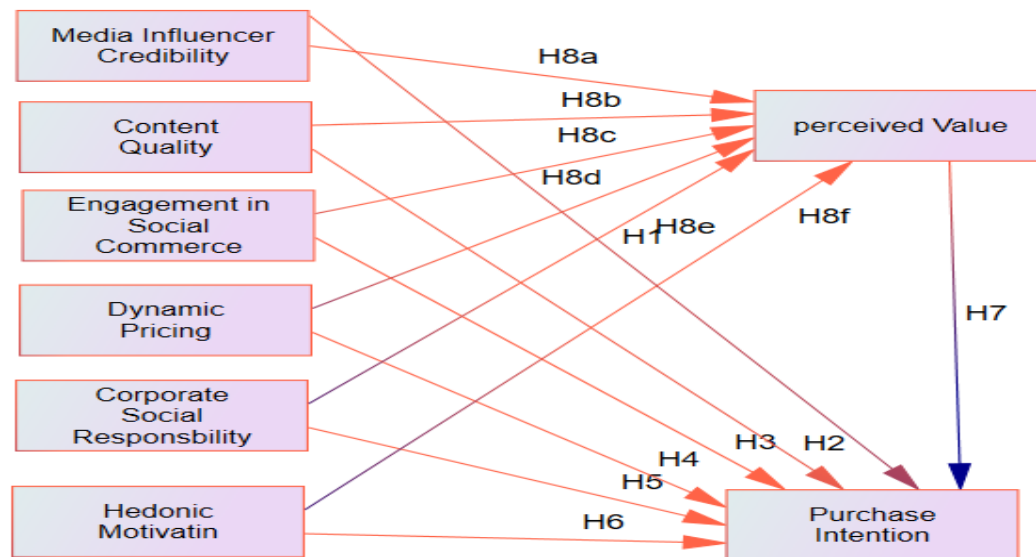 Media Influencer
Credibility
H8a
Content
Quality
H8b
perceived Value
H8c
Engagement in
Social
Commerce
H8d
H1
H8e
H8f
Dynamic
Pricing
H7
Corporate
Social
Responsbility
H4
H3
H2
H5
Hedonic
Motivatin
H6
Purchase
Intention